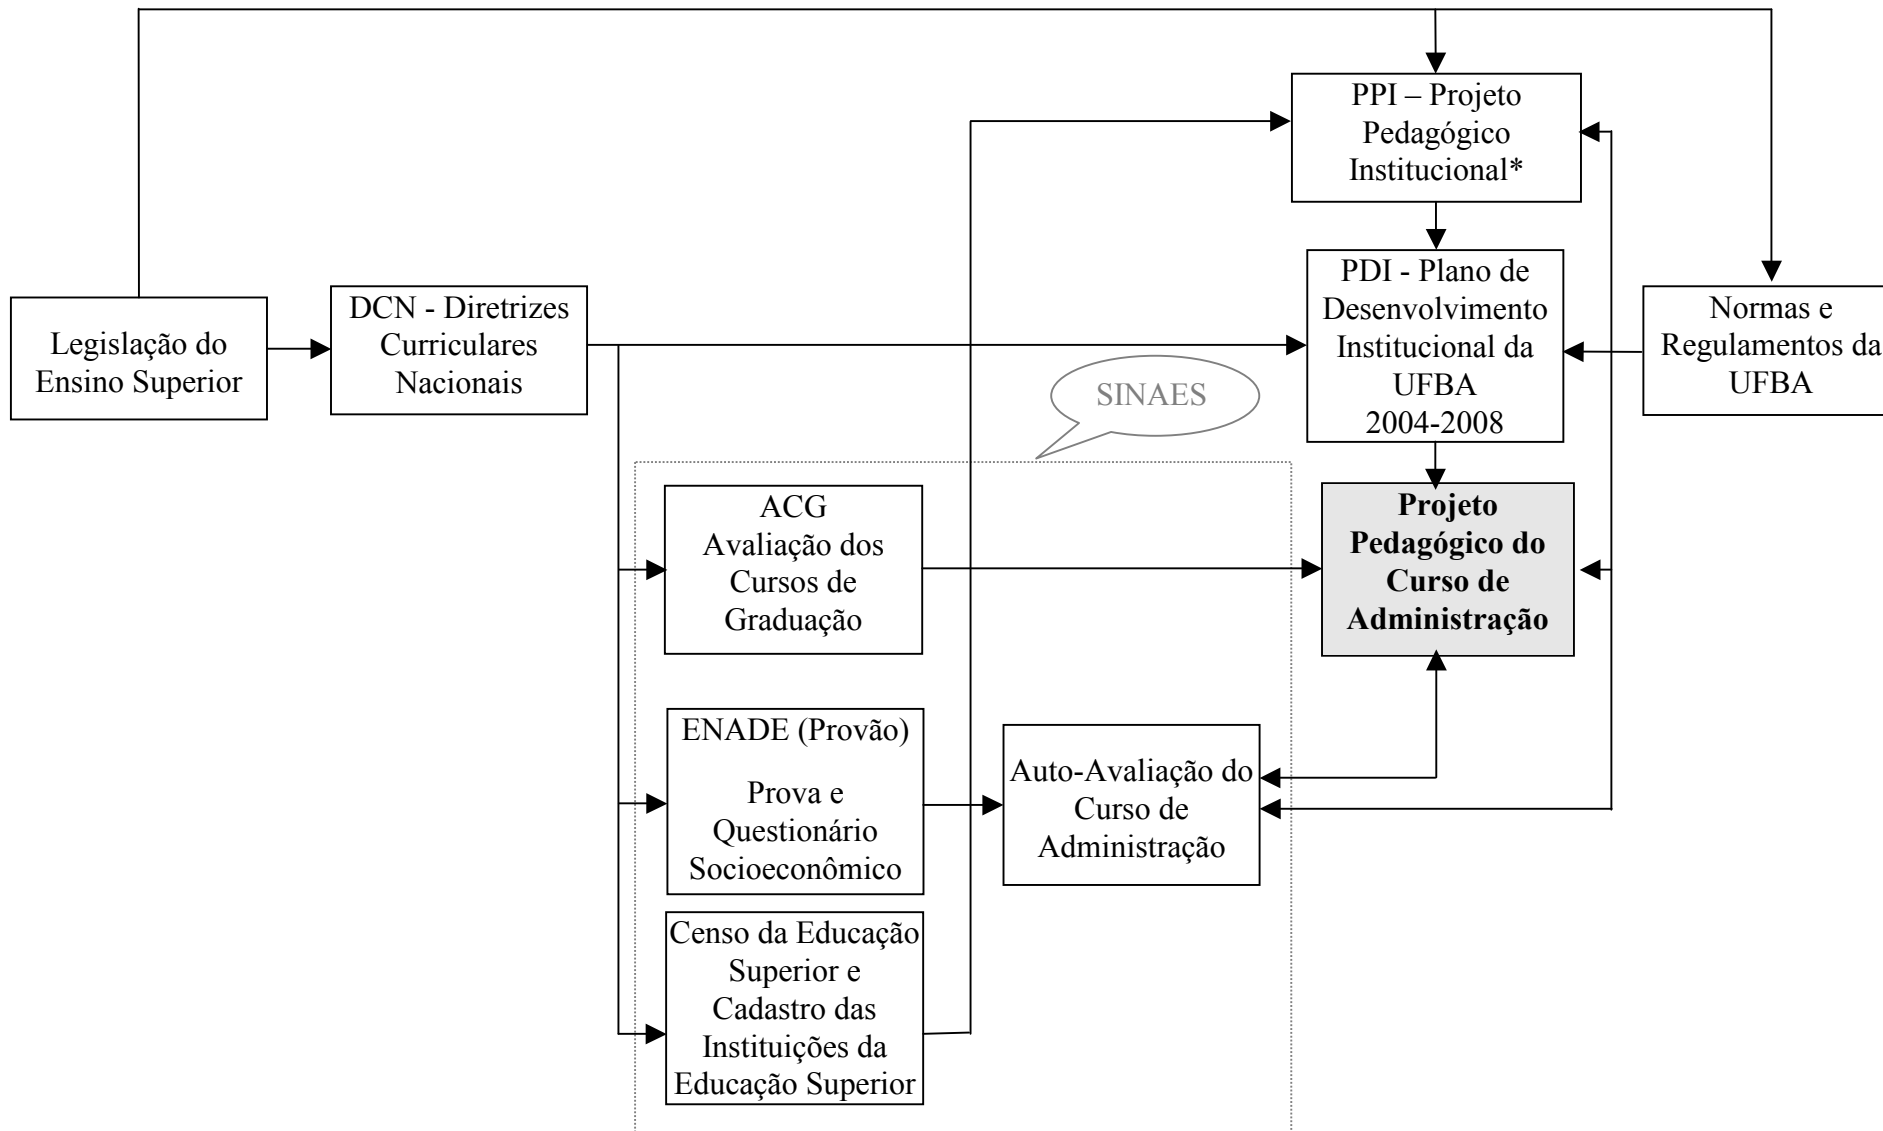 PPI – Projeto
Pedagógico
Institucional*
Legislação do
Ensino Superior
DCN - Diretrizes
Curriculares
Nacionais
PDI - Plano de
Desenvolvimento
Institucional da
UFBA
2004-2008
Normas e
Regulamentos da
UFBA
SINAES
ACG
Avaliação dos
Cursos de
Graduação
Projeto
Pedagógico do
Curso de
Administração
ENADE (Provão)
Prova e
Questionário
Socioeconômico
Auto-Avaliação do
Curso de
Administração
Censo da Educação
Superior e
Cadastro das
Instituições da
Educação Superior